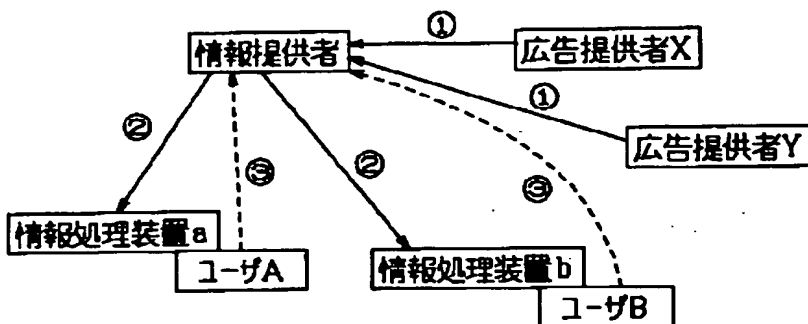 ①
情報提供者
広告提供者X
①
②
広告提供者Y
③
②
③
情報処理装置a
情報処理装置b
ユーザA
ユーザB